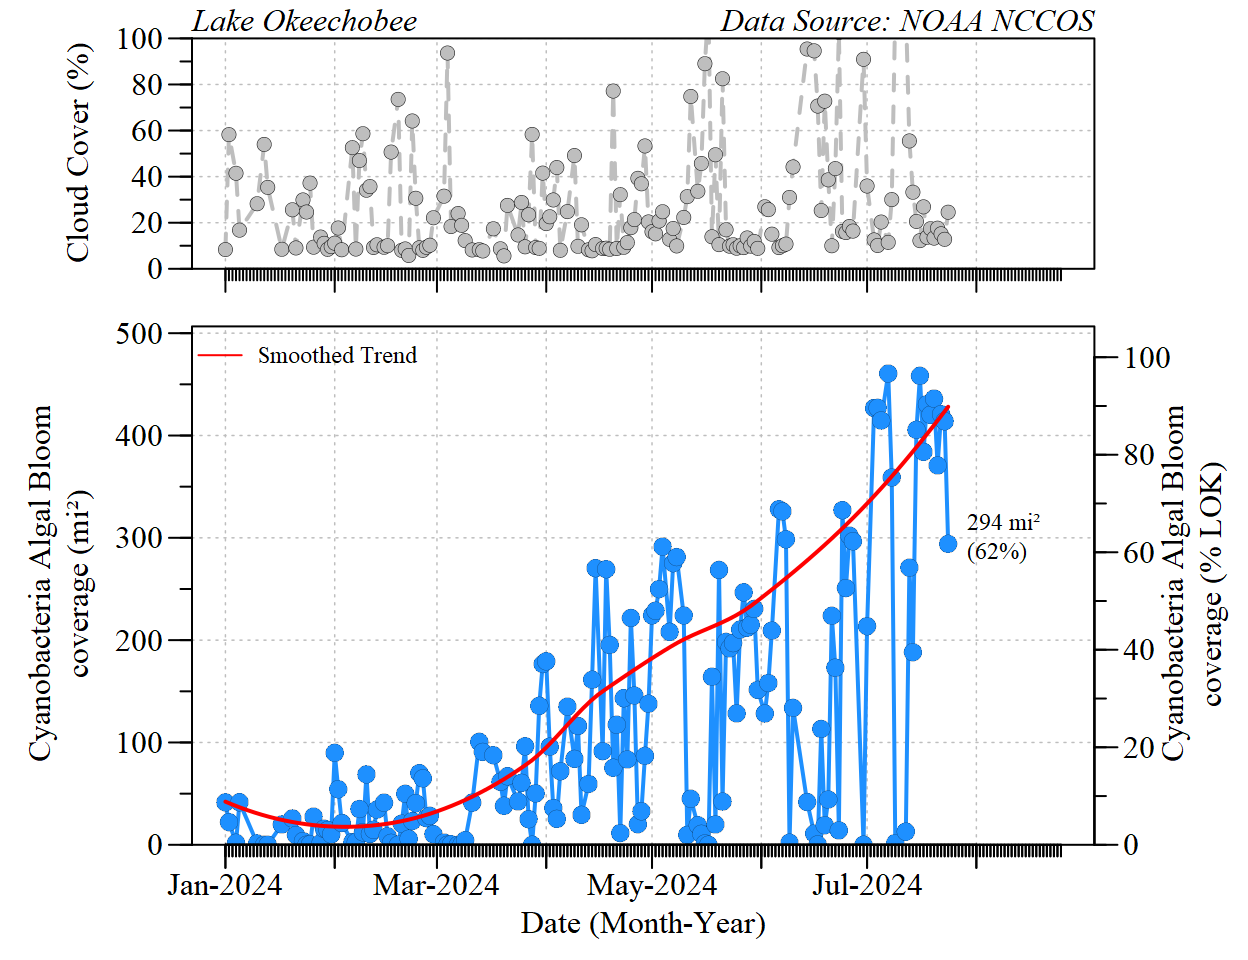 Lake Okeechobee
Data Source: NOAA NCCOS
Cloud Cover (%)
100
80
60
40
20
0
Smoothed Trend
Cyanobacteria Algal Bloom
coverage (mi²)
500
400
300
200
100
0
294 mi²
(62%)
100
80
60
40
20
0
Cyanobacteria Algal Bloom
coverage (% LOK)
Jan-2024
Mar-2024
May-2024
Jul-2024
Date (Month-Year)